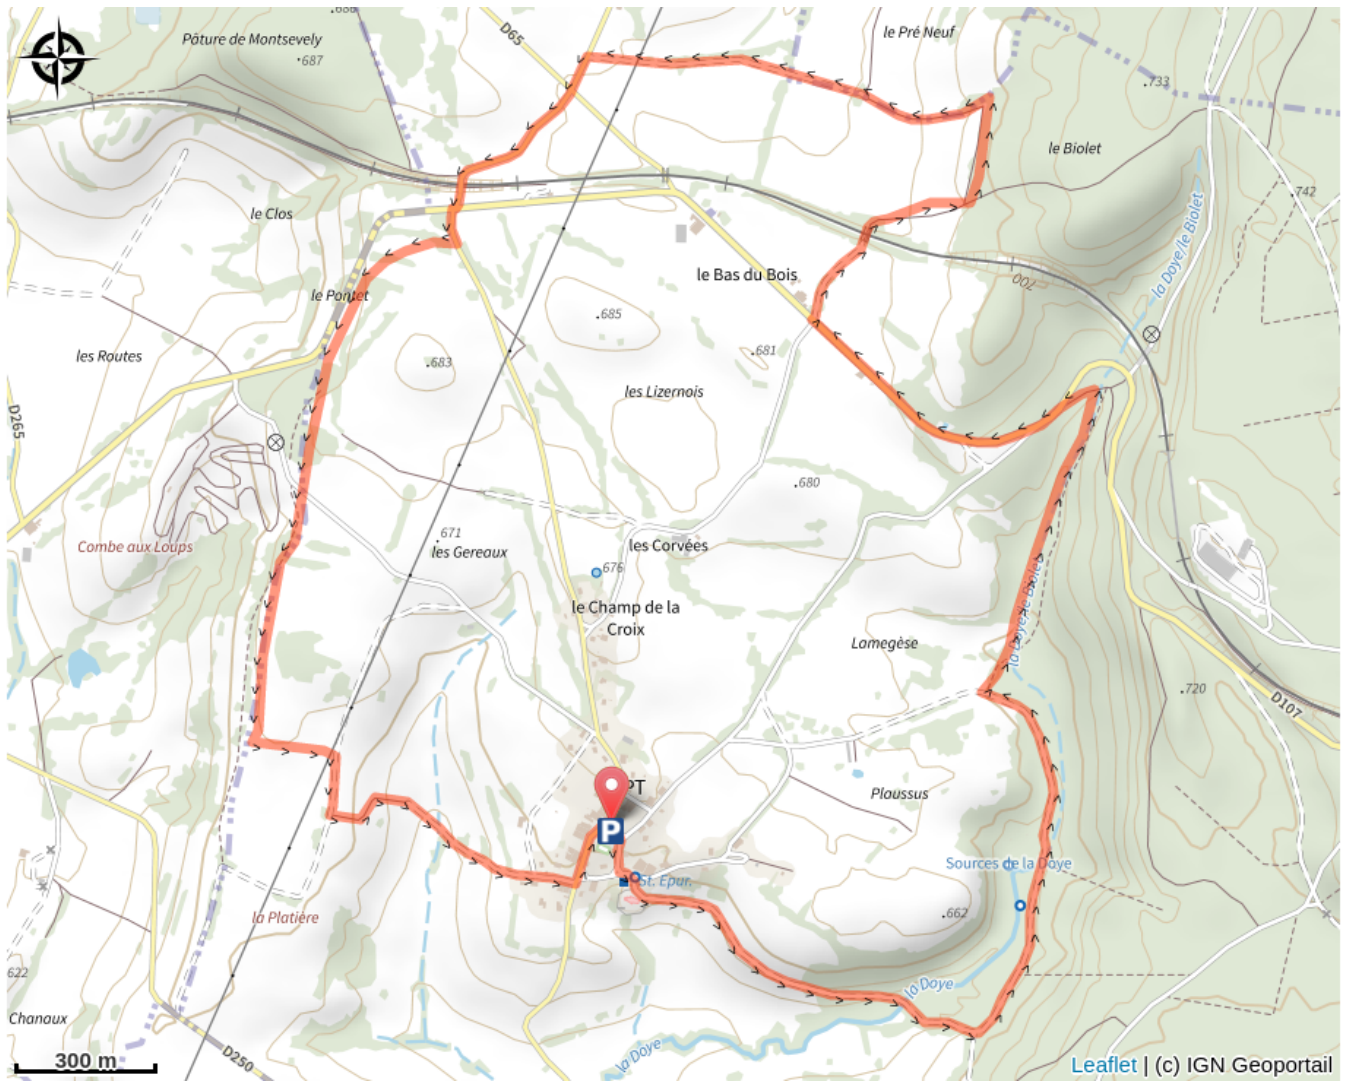 .686
D65
le Pré Neuf
Pâture de Montsevely
.687
.733
le Biolet
.742
le Clos
la Doye/le Biolet
le Bas du Bois
700
le Pontet
.685
.681
les Routes
.683
les Lizernois
D265
.680
.671
Combe aux Loups
les Gereaux
les Corvées
676
le Champ de la
Croix
la Doye/le Biolet
Lamegèse
.720
D107
PT
P
Plaussus
Sources de la Doye
St. Epur.
.662
la Platière
622
la Doye
Chanaux
la Doye
D250
300 m
Leaflet | (c) IGN Geoportail